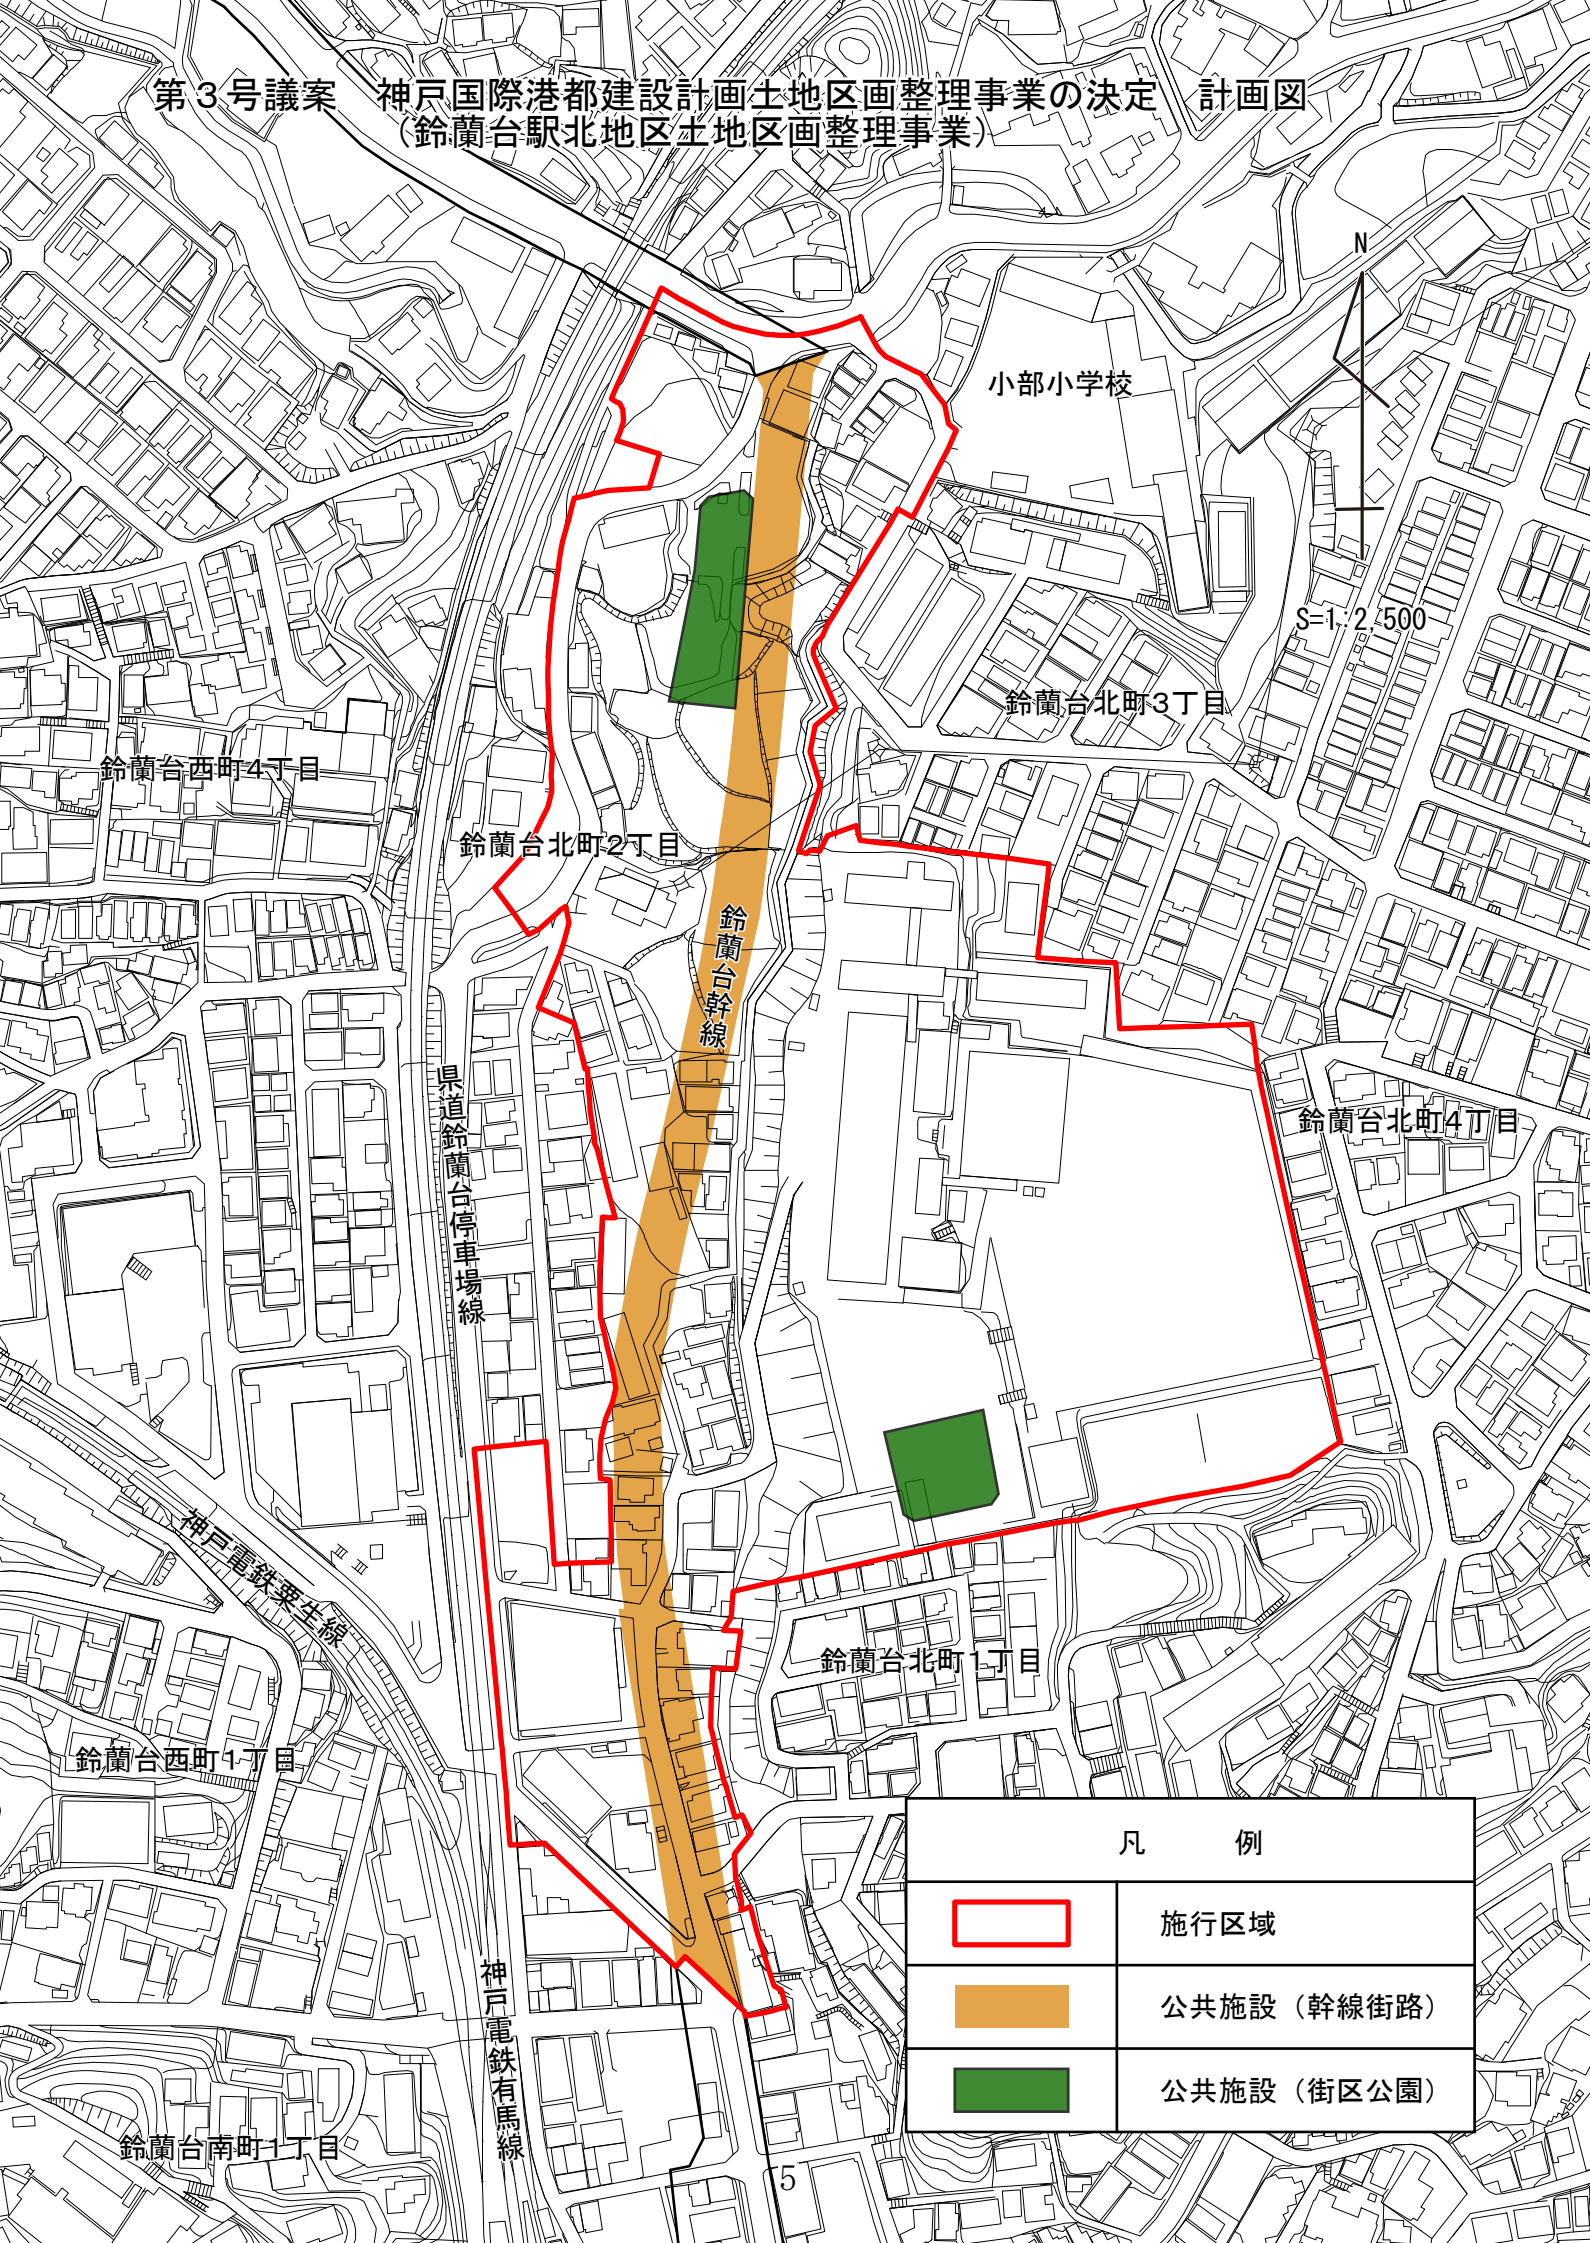 第３号議案　神戸国際港都建設計画土地区画整理事業の決定　計画図
（鈴蘭台駅北地区土地区画整理事業）
N
小部小学校
S=1:2,500
鈴蘭台北町3丁目
鈴蘭台西町4丁目
鈴蘭台北町2丁目
鈴蘭台幹線
県道鈴蘭台停車場線
鈴蘭台北町4丁目
神戸電鉄粟生線
鈴蘭台北町1丁目
鈴蘭台西町1丁目
凡　例
施行区域
公共施設（幹線街路）
公共施設（街区公園）
神戸電鉄有馬線
鈴蘭台南町1丁目
5